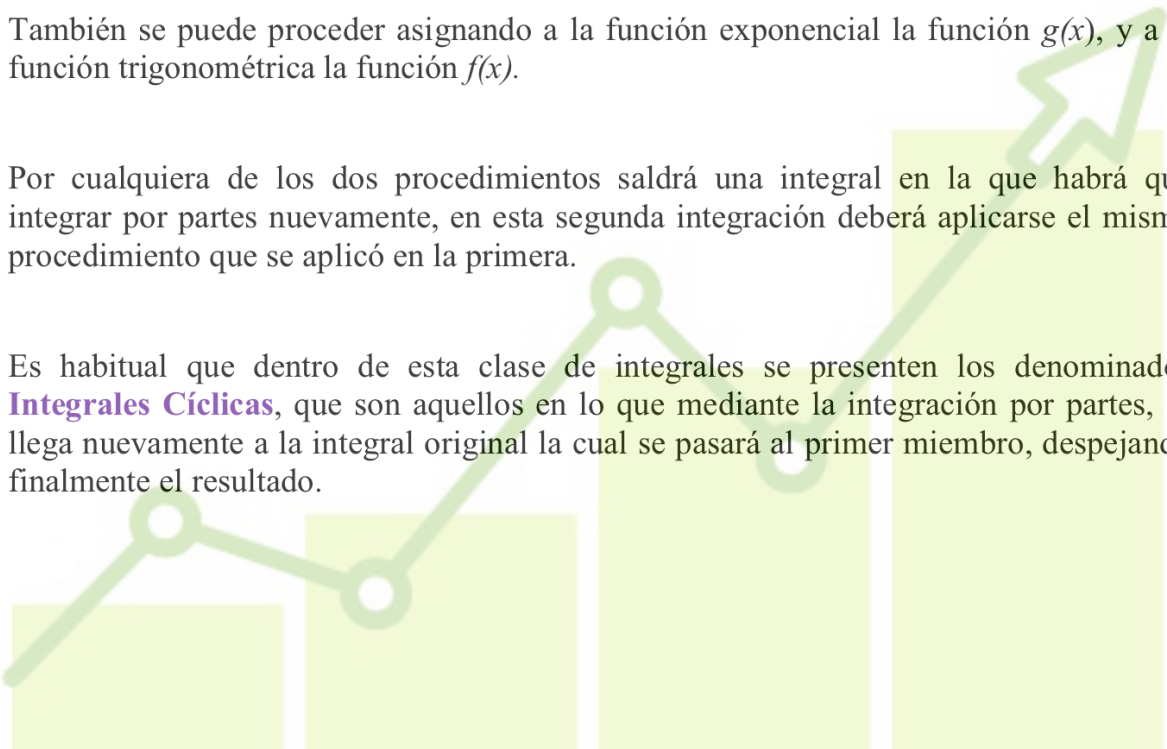 También se puede proceder asignando a la función exponencial la función g(x), y a
función trigonométrica la función f(x).
Por cualquiera de los dos procedimientos saldrá una integral en la que habrá qu
integrar por partes nuevamente, en esta segunda integración deberá aplicarse el mism
procedimiento que se aplicó en la primera.
Es habitual que dentro de esta clase de integrales se presenten los denominad
Integrales Cíclicas, que son aquellos en lo que mediante la integración por partes,
llega nuevamente a la integral original la cual se pasará al primer miembro, despejand
finalmente el resultado.